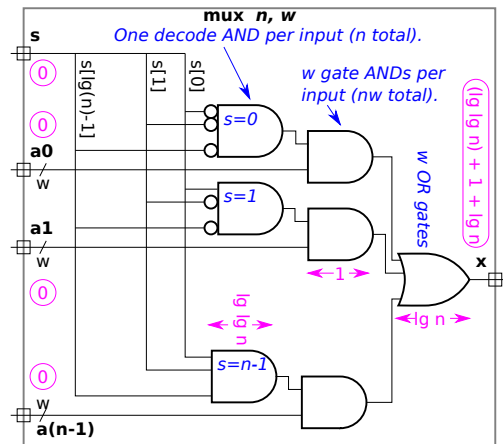 mux n, w
s
One decode AND per input (n total).
0
s[lg(n)-1]
s[1]
s[0]
w gate ANDs per
input (nw total).
0
s=0
a0
w
w OR gates
(lg lg n) + 1 + lg n
s=1
a1
w
x
1
0
lg lg n
lg n
s=n-1
0
w
a(n-1)